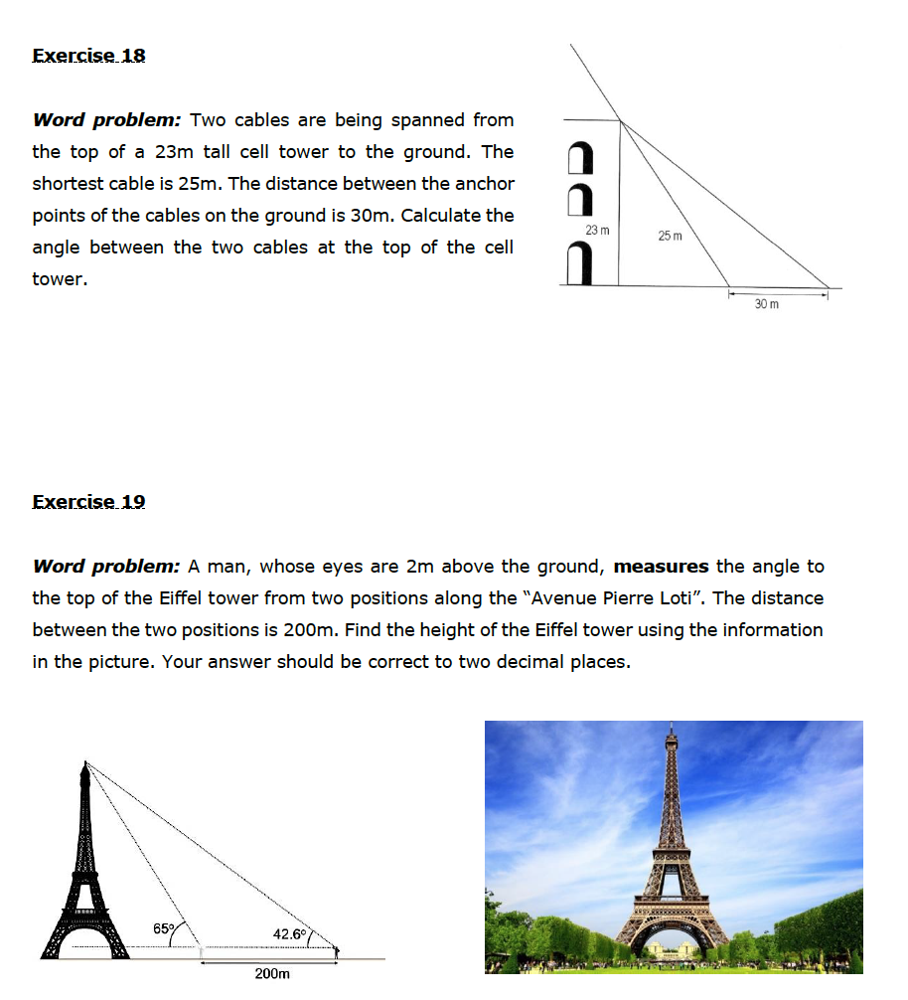 Exercise 18
Word problem: Two cables are being spanned from
the top of a 23m tall cell tower to the ground. The
shortest cable is 25m. The distance between the anchor
points of the cables on the ground is 30m. Calculate the
angle between the two cables at the top of the cell
tower.
23 m
25 m
30 m
Exercise 19
Word problem: A man, whose eyes are 2m above the ground, measures the angle to
the top of the Eiffel tower from two positions along the “Avenue Pierre Loti”. The distance
between the two positions is 200m. Find the height of the Eiffel tower using the information
in the picture. Your answer should be correct to two decimal places.
65°
42.6°
200m